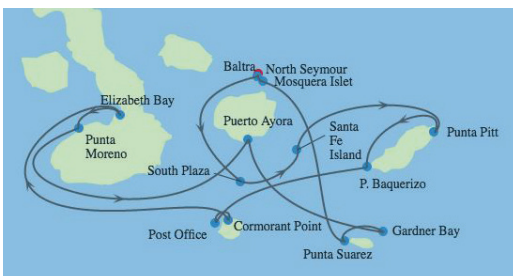 Baltra
North Seymour
Mosquera Islet
Elizabeth Bay
Puerto Ayora
Santa
Fe
Island
Punta Pitt
Punta
Moreno
South Plaza
P. Baquerizo
Post Office
Cormorant Point
Gardner Bay
Punta Suarez